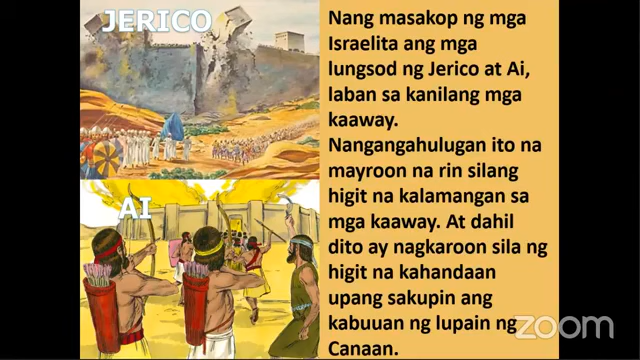 JERICO
AI
Nang masakop ng mga
Israelita ang mga
lungsod ng Jerico at Ai,
laban sa kanilang mga
kaaway.
Nangangahulugan ito na
mayroon na rin silang
higit na kalamangan sa
mga kaaway. At dahil
dito ay nagkaroon sila ng
higit na kahandaan
upang sakupin ang
kabuuan ng lupain ng
Canaan.
zoom